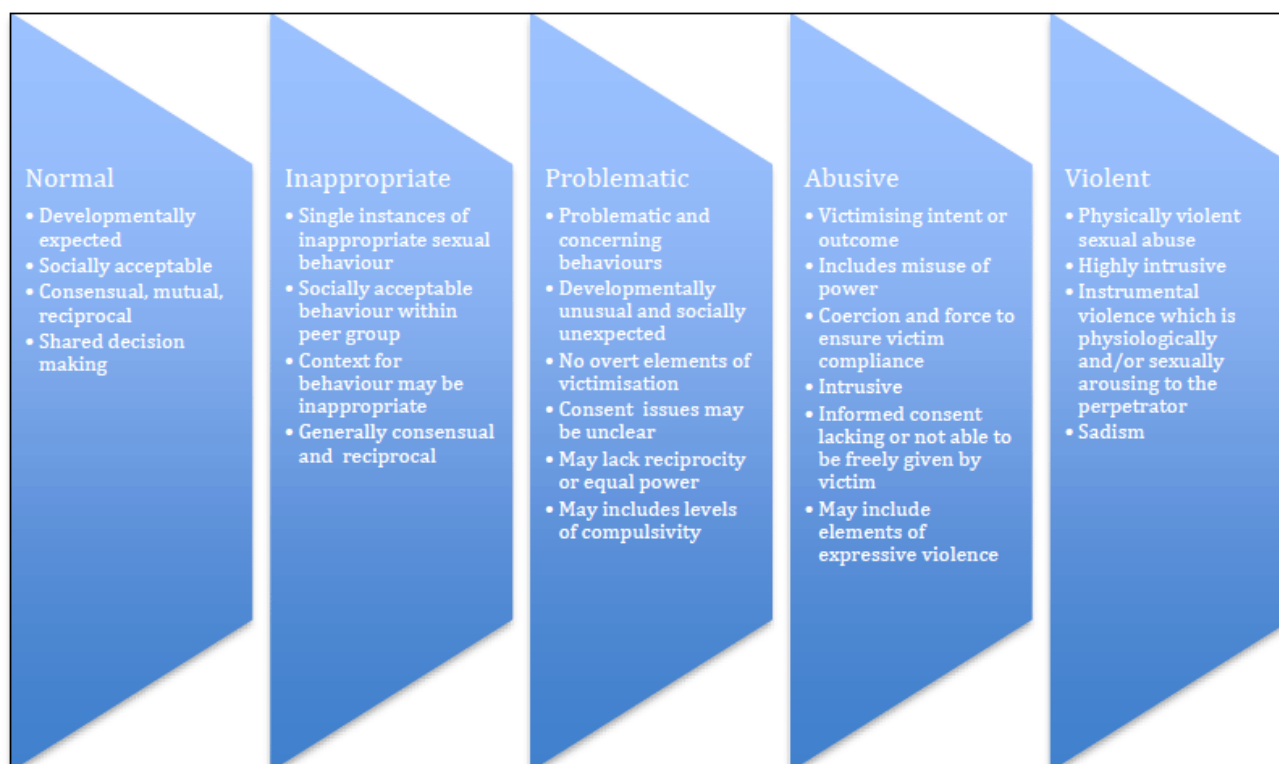 Normal
• Developmentally
expected
• Socially acceptable
• Consensual, mutual,
reciprocal
• Shared decision
making
Inappropriate
• Single instances of
inappropriate sexual
behaviour
• Socially acceptable
behaviour within
peer group
• Context for
behaviour may be
inappropriate
• Generally consensual
and reciprocal
Problematic
• Problematic and
concerning
behaviours
• Developmentally
unusual and socially
unexpected
• No overt elements of
victimisation
• Consent issues may
be unclear
• May lack reciprocity
or equal power
• May includes levels
of compulsivity
Abusive
• Victimising intent or
outcome
• Includes misuse of
power
• Coercion and force to
ensure victim
compliance
• Intrusive
• Informed consent
lacking or not able to
be freely given by
victim
• May include
elements of
expressive violence
Violent
• Physically violent
sexual abuse
• Highly intrusive
• Instrumental
violence which is
physiologically
and/or sexually
arousing to the
perpetrator
• Sadism